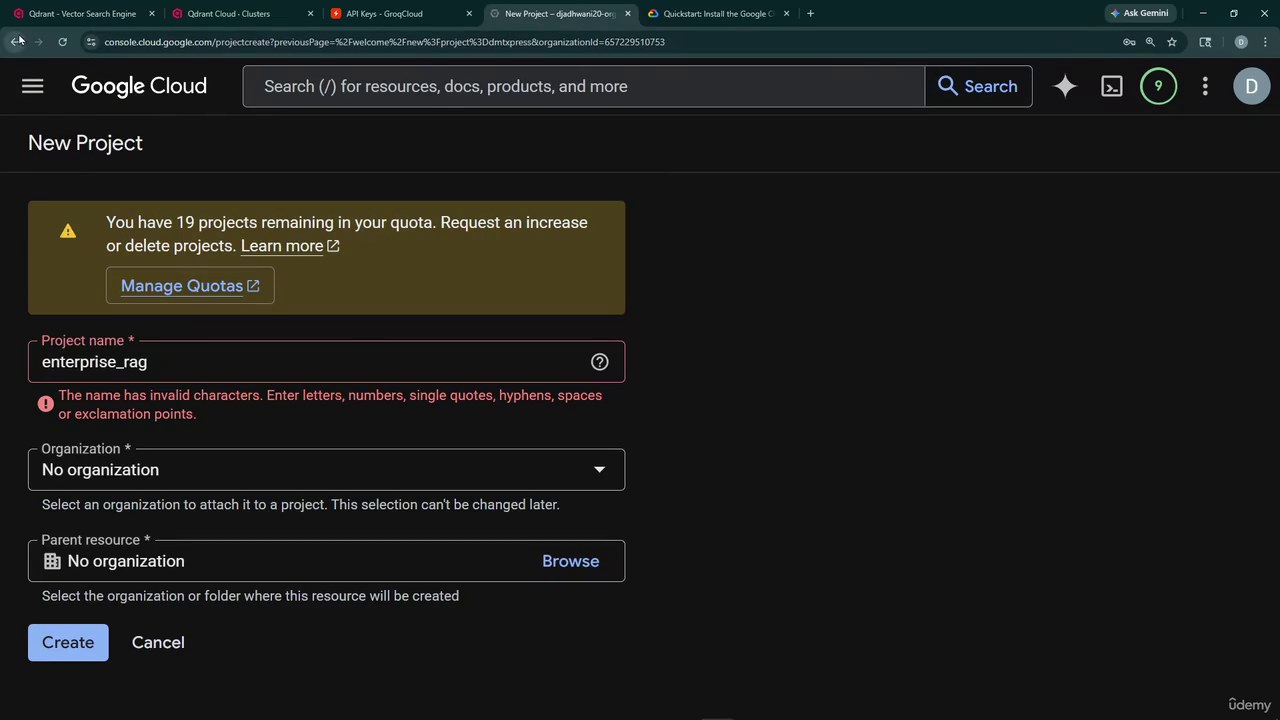 Qdrant - Vector Search Engine
Qdrant Cloud - Clusters
API Keys - GroqCloud
New Project – djadhwani20-org
Quickstart: Install the Google C
Ask Gemini
console.cloud.google.com/projectcreate?previousPage=%2Fwelcome%2Fnew%3Fproject%3Ddmtxpress&organizationId=657229510753
D
Google Cloud
Search (/) for resources, docs, products, and more
Search
9
D
New Project
You have 19 projects remaining in your quota. Request an increase
or delete projects. Learn more
Manage Quotas
Project name *
enterprise_rag
The name has invalid characters. Enter letters, numbers, single quotes, hyphens, spaces
or exclamation points.
Organization *
No organization
Select an organization to attach it to a project. This selection can't be changed later.
Parent resource *
No organization
Browse
Select the organization or folder where this resource will be created
Create
Cancel
ûdemy